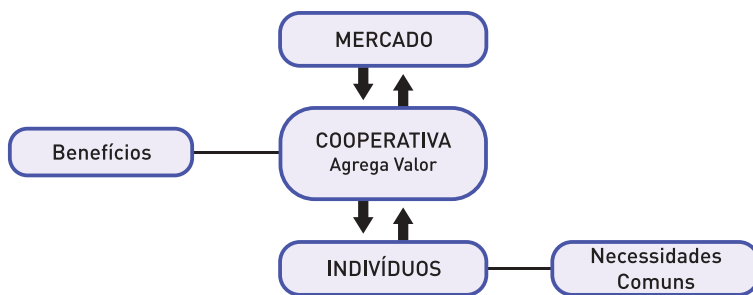 MERCADO
COOPERATIVA
Agrega Valor
Benefícios
INDIVÍDUOS
Necessidades
Comuns